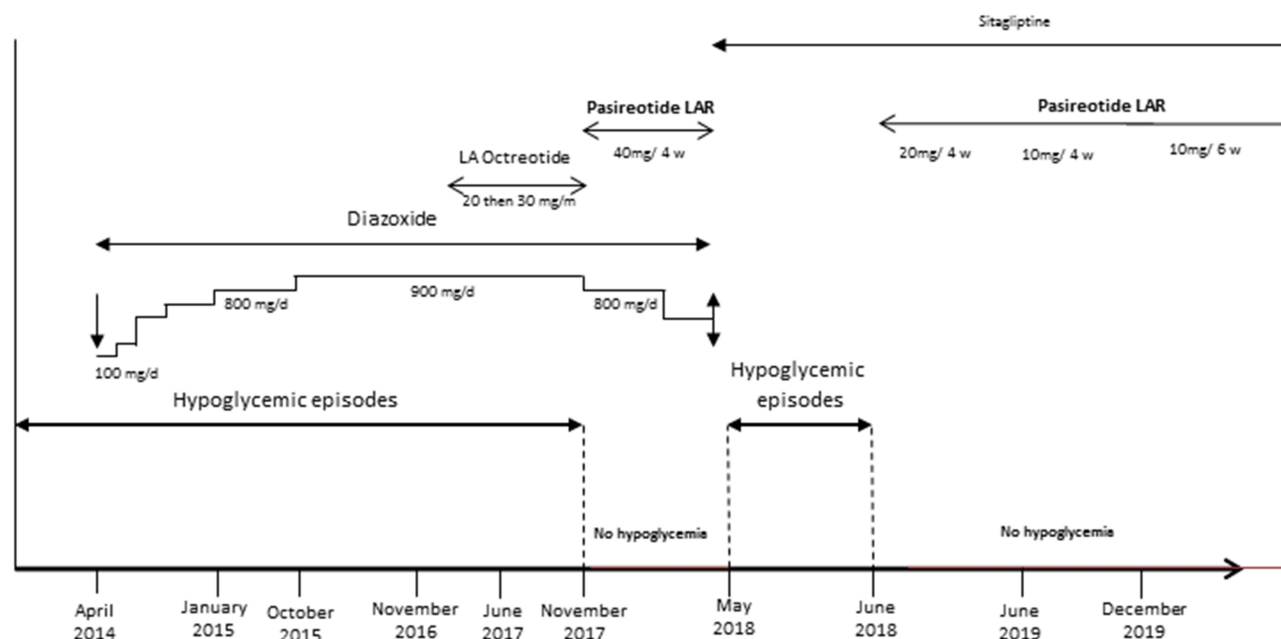 Sitagliptine
Pasireotide LAR
Pasireotide LAR
40mg/ 4 w
20mg/ 4 w
10mg/ 4 w
10mg/ 6 w
LA Octreotide
20 then 30 mg/m
Diazoxide
800 mg/d
900 mg/d
800 mg/d
100 mg/d
Hypoglycemic episodes
Hypoglycemic
episodes
No hypoglycemia
No hypoglycemia
April
2014
January
2015
October
2015
November
2016
June
2017
November
2017
May
2018
June
2018
June
2019
December
2019